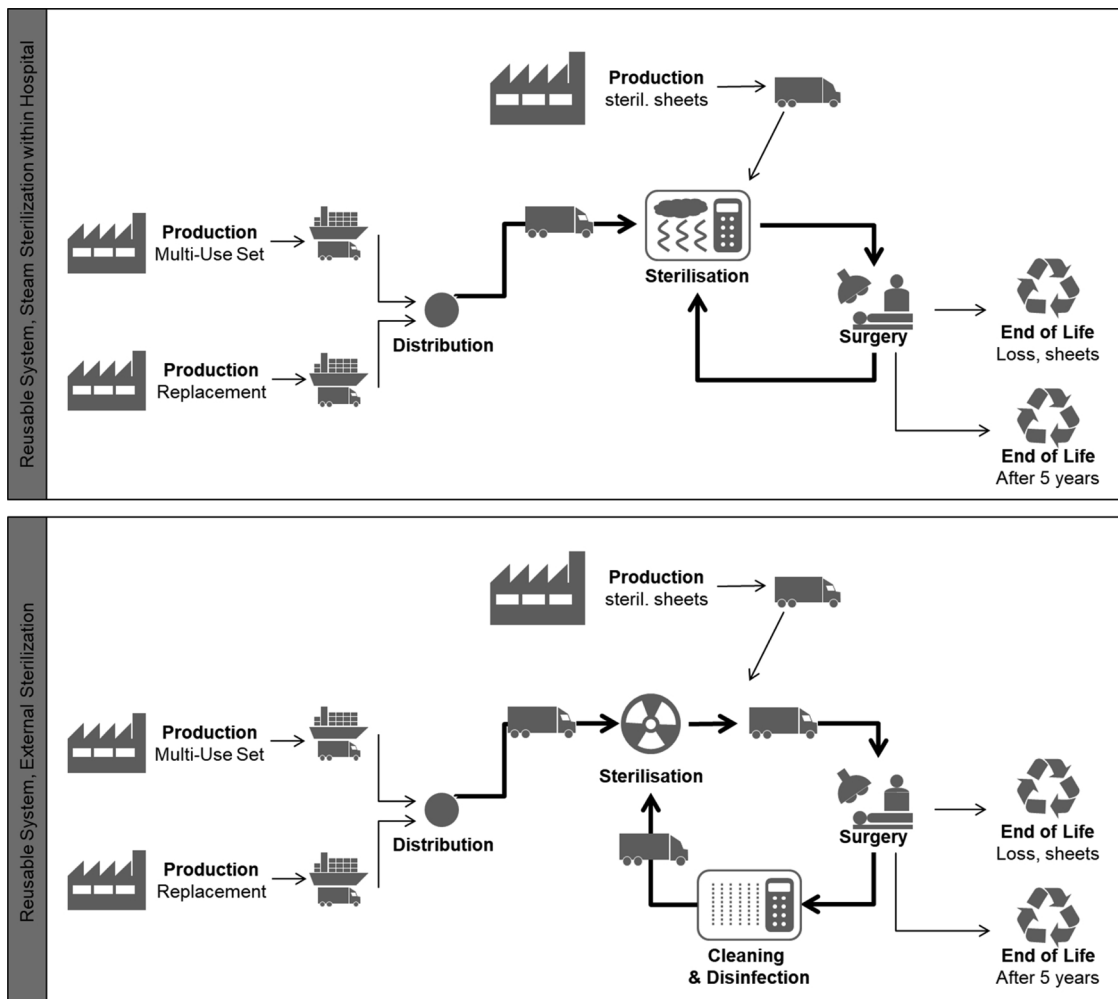 Reusable System, Steam Sterilization within Hospital
Production
steril. sheets
Production
Multi-Use Set
Sterilisation
Distribution
Surgery
End of Life
Loss, sheets
Production
Replacement
End of Life
After 5 years
Reusable System, External Sterilization
Production
steril. sheets
Production
Multi-Use Set
Sterilisation
Distribution
Surgery
End of Life
Loss, sheets
Production
Replacement
Cleaning
& Disinfection
End of Life
After 5 years